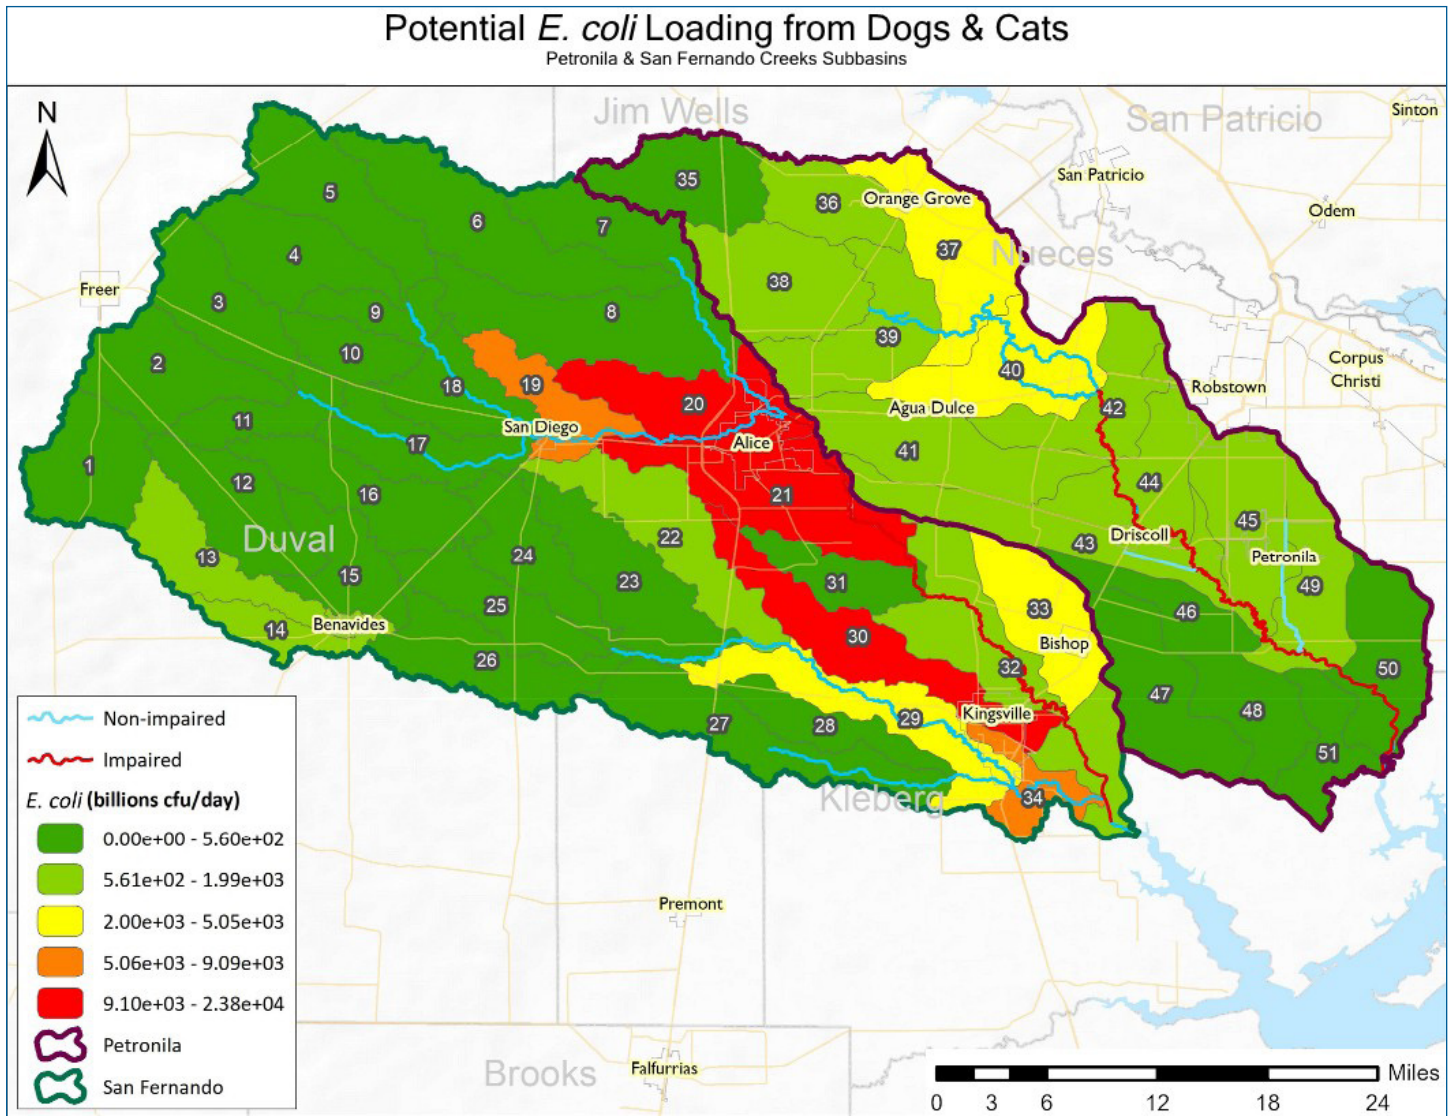 Potential E. coli Loading from Dogs & Cats
Petronila & San Fernando Creeks Subbasins
N
Jim Wells
San Patricio
Sinton
San Patricio
Odem
Nueces
Orange Grove
Freer
Corpus
Christi
Robstown
Agua Dulce
San Diego
Alice
Duval
Driscoll
Petronila
Benavides
Bishop
Kingsville
Kleberg
Premont
Brooks
Falfurrias
1
2
3
4
5
6
7
8
9
10
11
12
13
14
15
16
17
18
19
20
21
22
23
24
25
26
27
28
29
30
31
32
33
34
35
36
37
38
39
40
41
42
43
44
45
46
47
48
49
50
51
Non-impaired
Impaired
E. coli (billions cfu/day)
0.00e+00 - 5.60e+02
5.61e+02 - 1.99e+03
2.00e+03 - 5.05e+03
5.06e+03 - 9.09e+03
9.10e+03 - 2.38e+04
Petronila
San Fernando
Miles
0 3 6 12 18 24